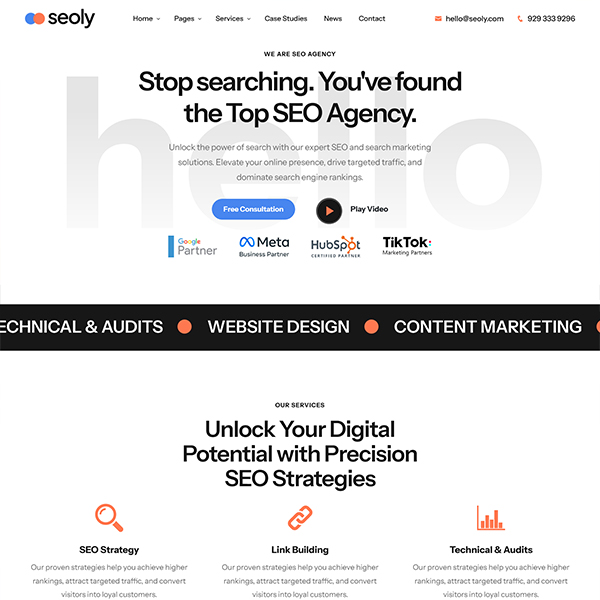 seoly
Home Pages Services Case Studies News Contact hello@seoly.com 929 333 9296
WE ARE SEO AGENCY
hello
Stop searching. You've found
the Top SEO Agency.
Unlock the power of search with our expert SEO and search marketing
solutions. Elevate your online presence, drive targeted traffic, and
dominate search engine rankings.
Free Consultation Play Video
Google Partner
Meta Business Partner
HubSpot CERTIFIED PARTNER
TikTok: Marketing Partners
ECHNICAL & AUDITS WEBSITE DESIGN CONTENT MARKETING
OUR SERVICES
Unlock Your Digital
Potential with Precision
SEO Strategies
SEO Strategy
Our proven strategies help you achieve higher
rankings, attract targeted traffic, and convert
visitors into loyal customers.
Link Building
Our proven strategies help you achieve higher
rankings, attract targeted traffic, and convert
visitors into loyal customers.
Technical & Audits
Our proven strategies help you achieve higher
rankings, attract targeted traffic, and convert
visitors into loyal customers.